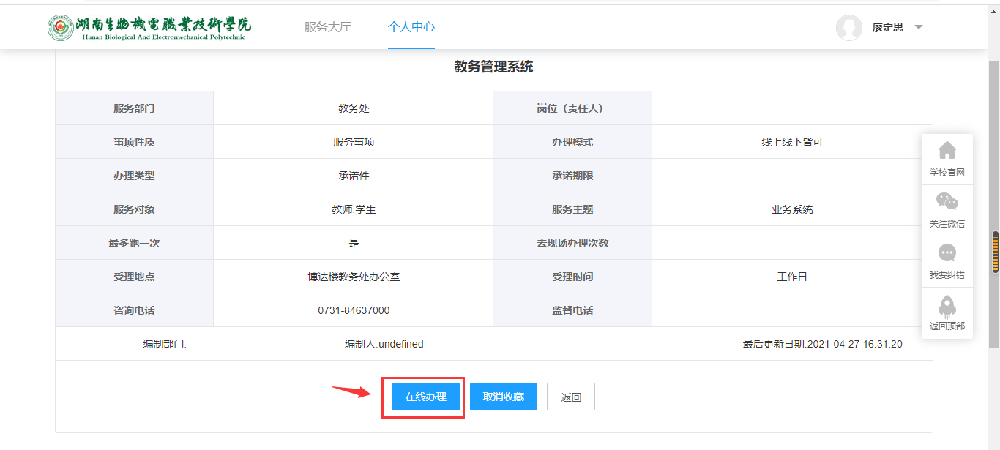 湖南生物機電職業技術學院
Hunan Biological And Electromechanical Polytechnic
服务大厅 个人中心 廖定思
教务管理系统
服务部门 教务处 岗位（责任人）
事项性质 服务事项 办理模式 线上线下皆可
办理类型 承诺件 承诺期限
服务对象 教师,学生 服务主题 业务系统
最多跑一次 是 去现场办理次数
受理地点 博达楼教务处办公室 受理时间 工作日
咨询电话 0731-84637000 监督电话
编制部门: 编制人:undefined 最后更新日期:2021-04-27 16:31:20
在线办理 取消收藏 返回
学校官网
关注微信
我要纠错
返回顶部